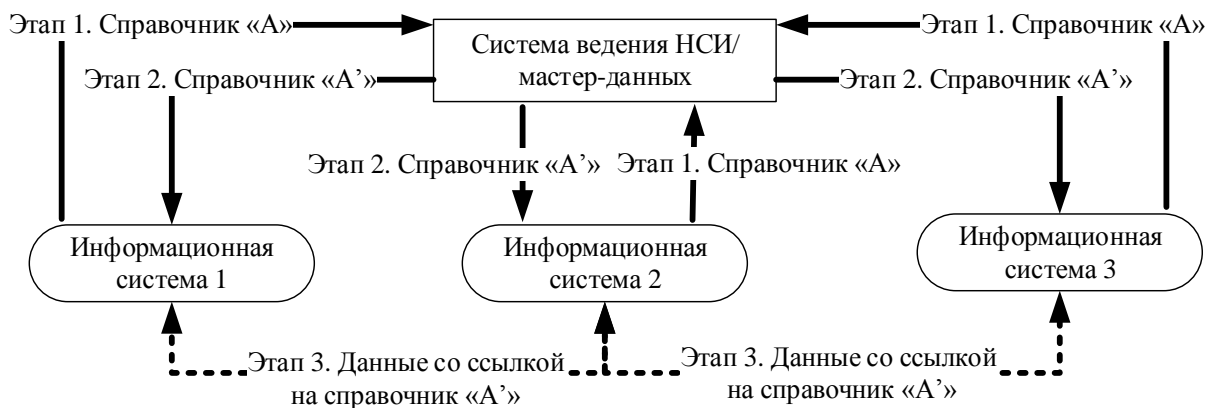 Этап 1. Справочник «А»
Система ведения НСИ/
мастер-данных
Этап 1. Справочник «А»
Этап 2. Справочник «А’»
Этап 2. Справочник «А’»
Этап 2. Справочник «А’»
Этап 1. Справочник «А»
Информационная
система 1
Информационная
система 2
Информационная
система 3
Этап 3. Данные со ссылкой
на справочник «А’»
Этап 3. Данные со ссылкой
на справочник «А’»